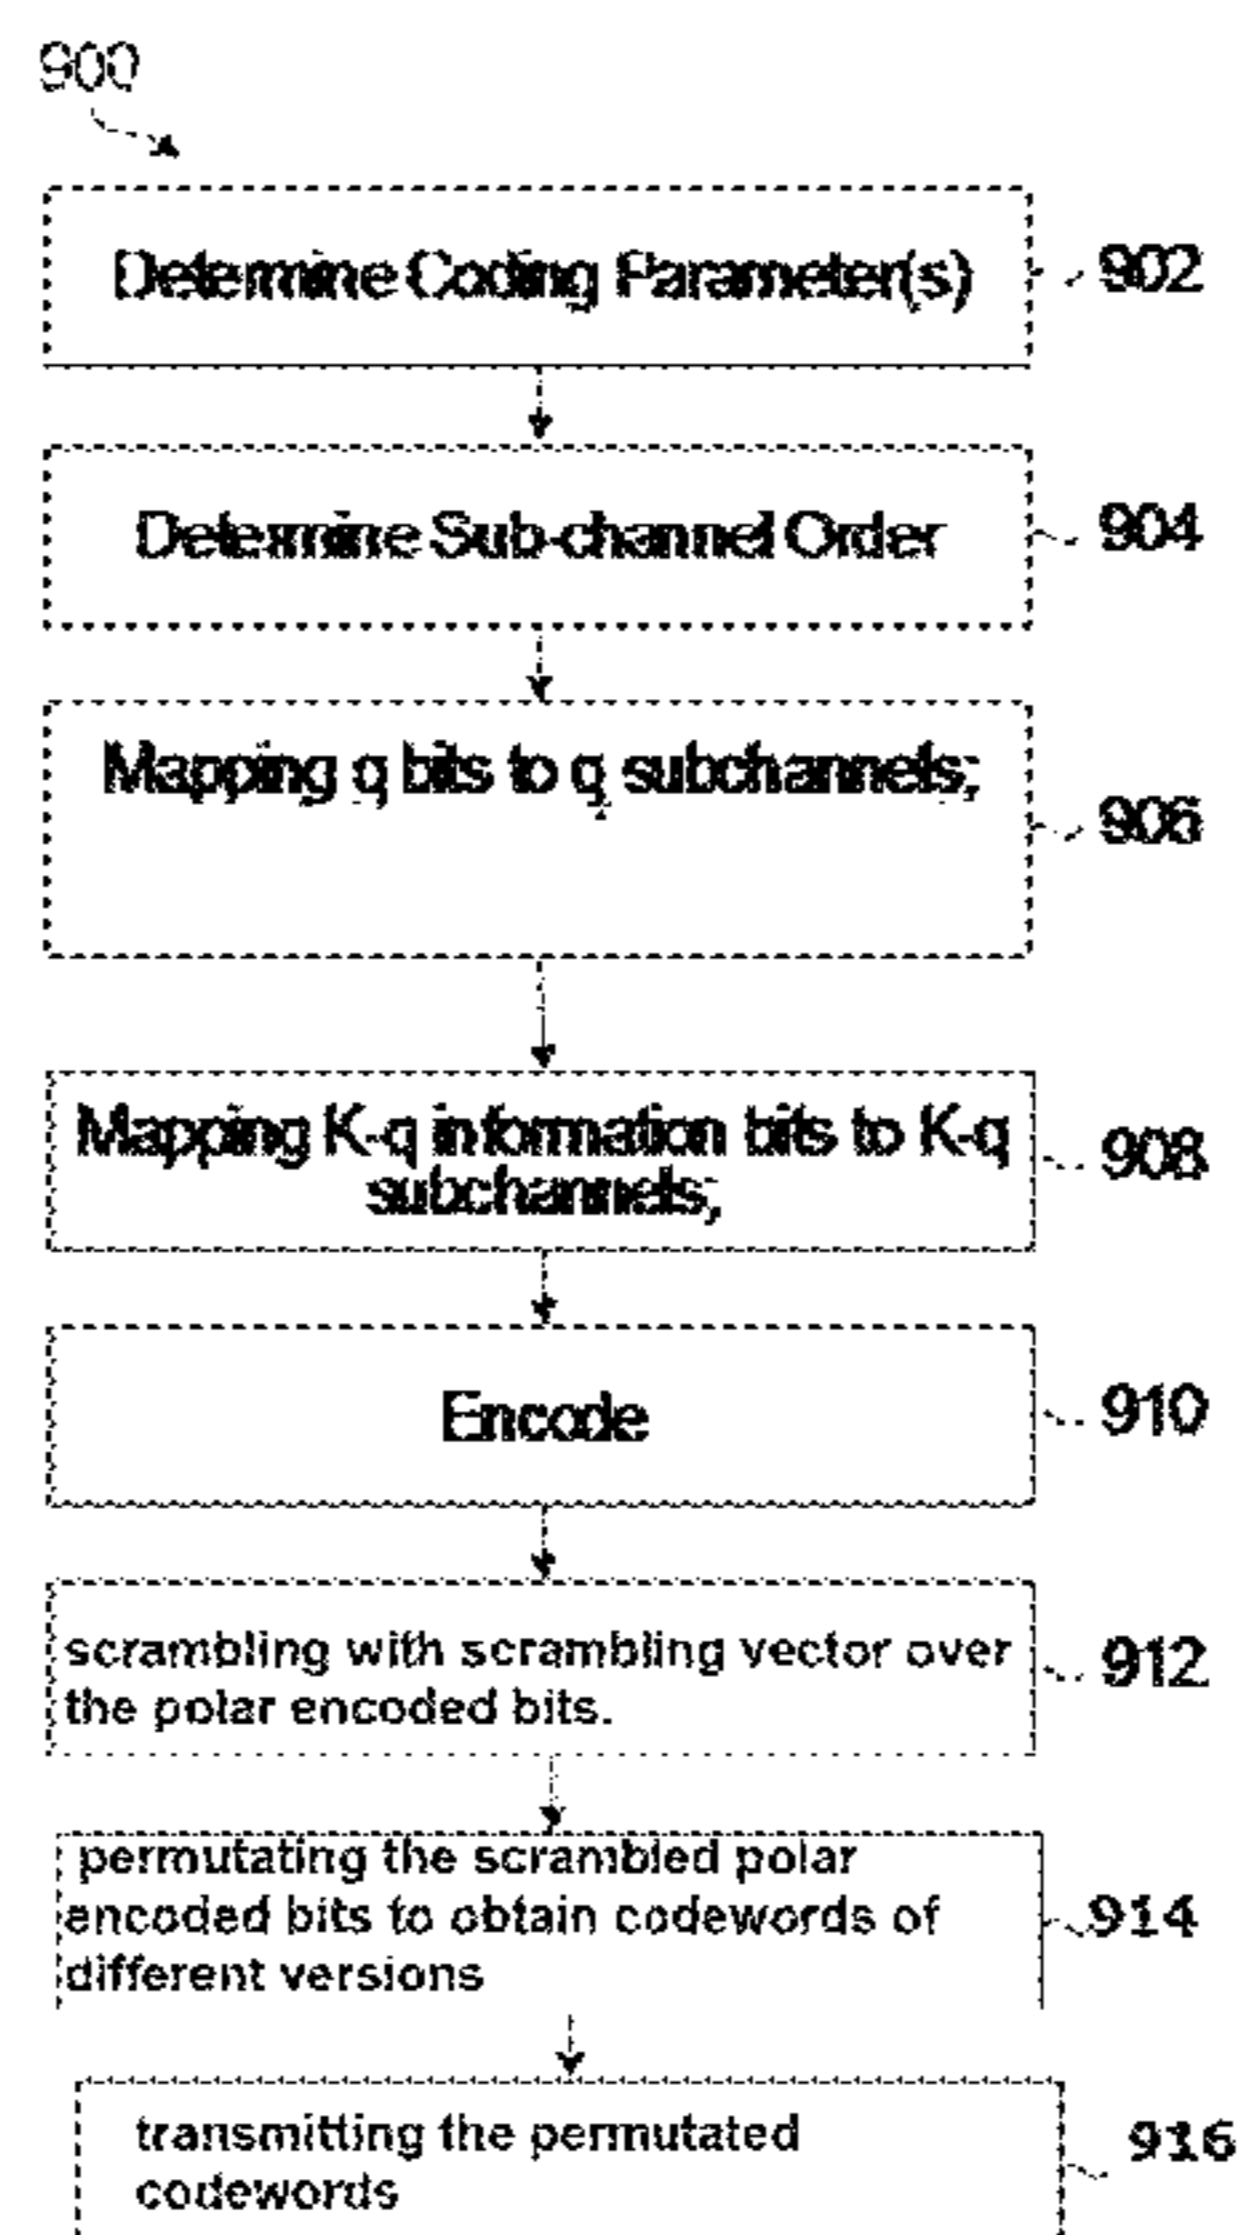 900
Determine Coding Parameter(s)
902
Determine Sub-channel Order
904
Mapping q bits to q subchannels;
906
Mapping K-q information bits to K-q
subchannels;
908
Encode
910
scrambling with scrambling vector over
the polar encoded bits.
912
permutating the scrambled polar
encoded bits to obtain codewords of
different versions
914
transmitting the permutated
codewords
916